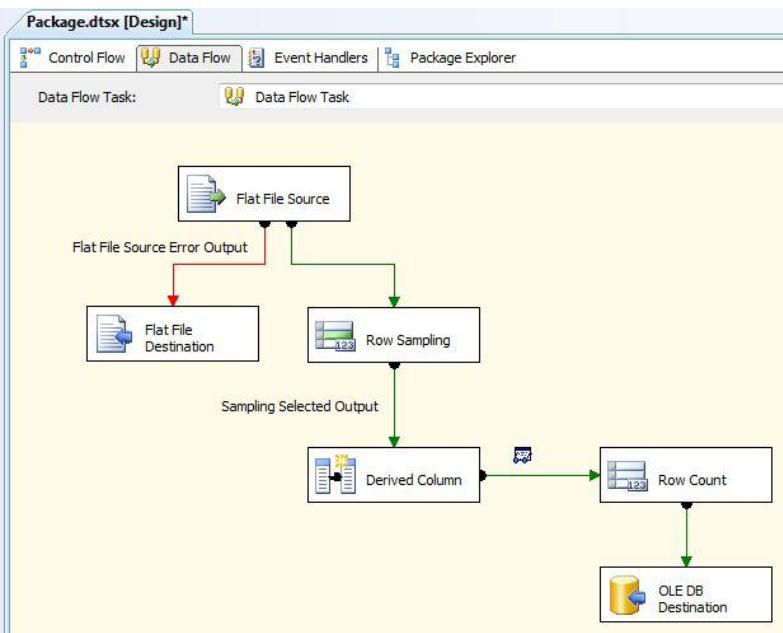 Package.dtsx [Design]*
Control Flow
Data Flow
Event Handlers
Package Explorer
Data Flow Task:
Data Flow Task
Flat File Source
Flat File Source Error Output
Flat File
Destination
123
Row Sampling
Sampling Selected Output
Derived Column
123
Row Count
OLE DB
Destination